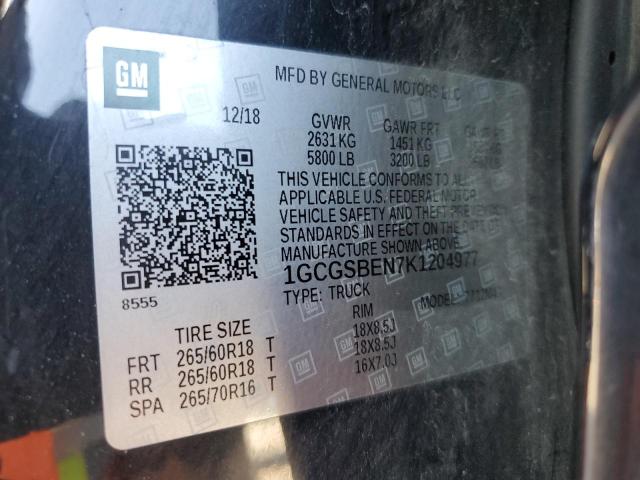 GM
MFD BY GENERAL MOTORS LLC
12/18
GVWR GAWR FRT
2631 KG 1451 KG
5800 LB 3200 LB
THIS VEHICLE CONFORMS TO ALL
APPLICABLE U.S. FEDERAL MOTOR
VEHICLE SAFETY AND THEFT PREVENTION
STANDARDS IN EFFECT ON THE DATE OF
MANUFACTURE SHOWN ABOVE.
1GCGSBEN7K1204977
TYPE: TRUCK MODEL:
8555
TIRE SIZE RIM
FRT 265/60R18 T 18X8.5J
RR 265/60R18 T 18X8.5J
SPA 265/70R16 T 16X7.0J